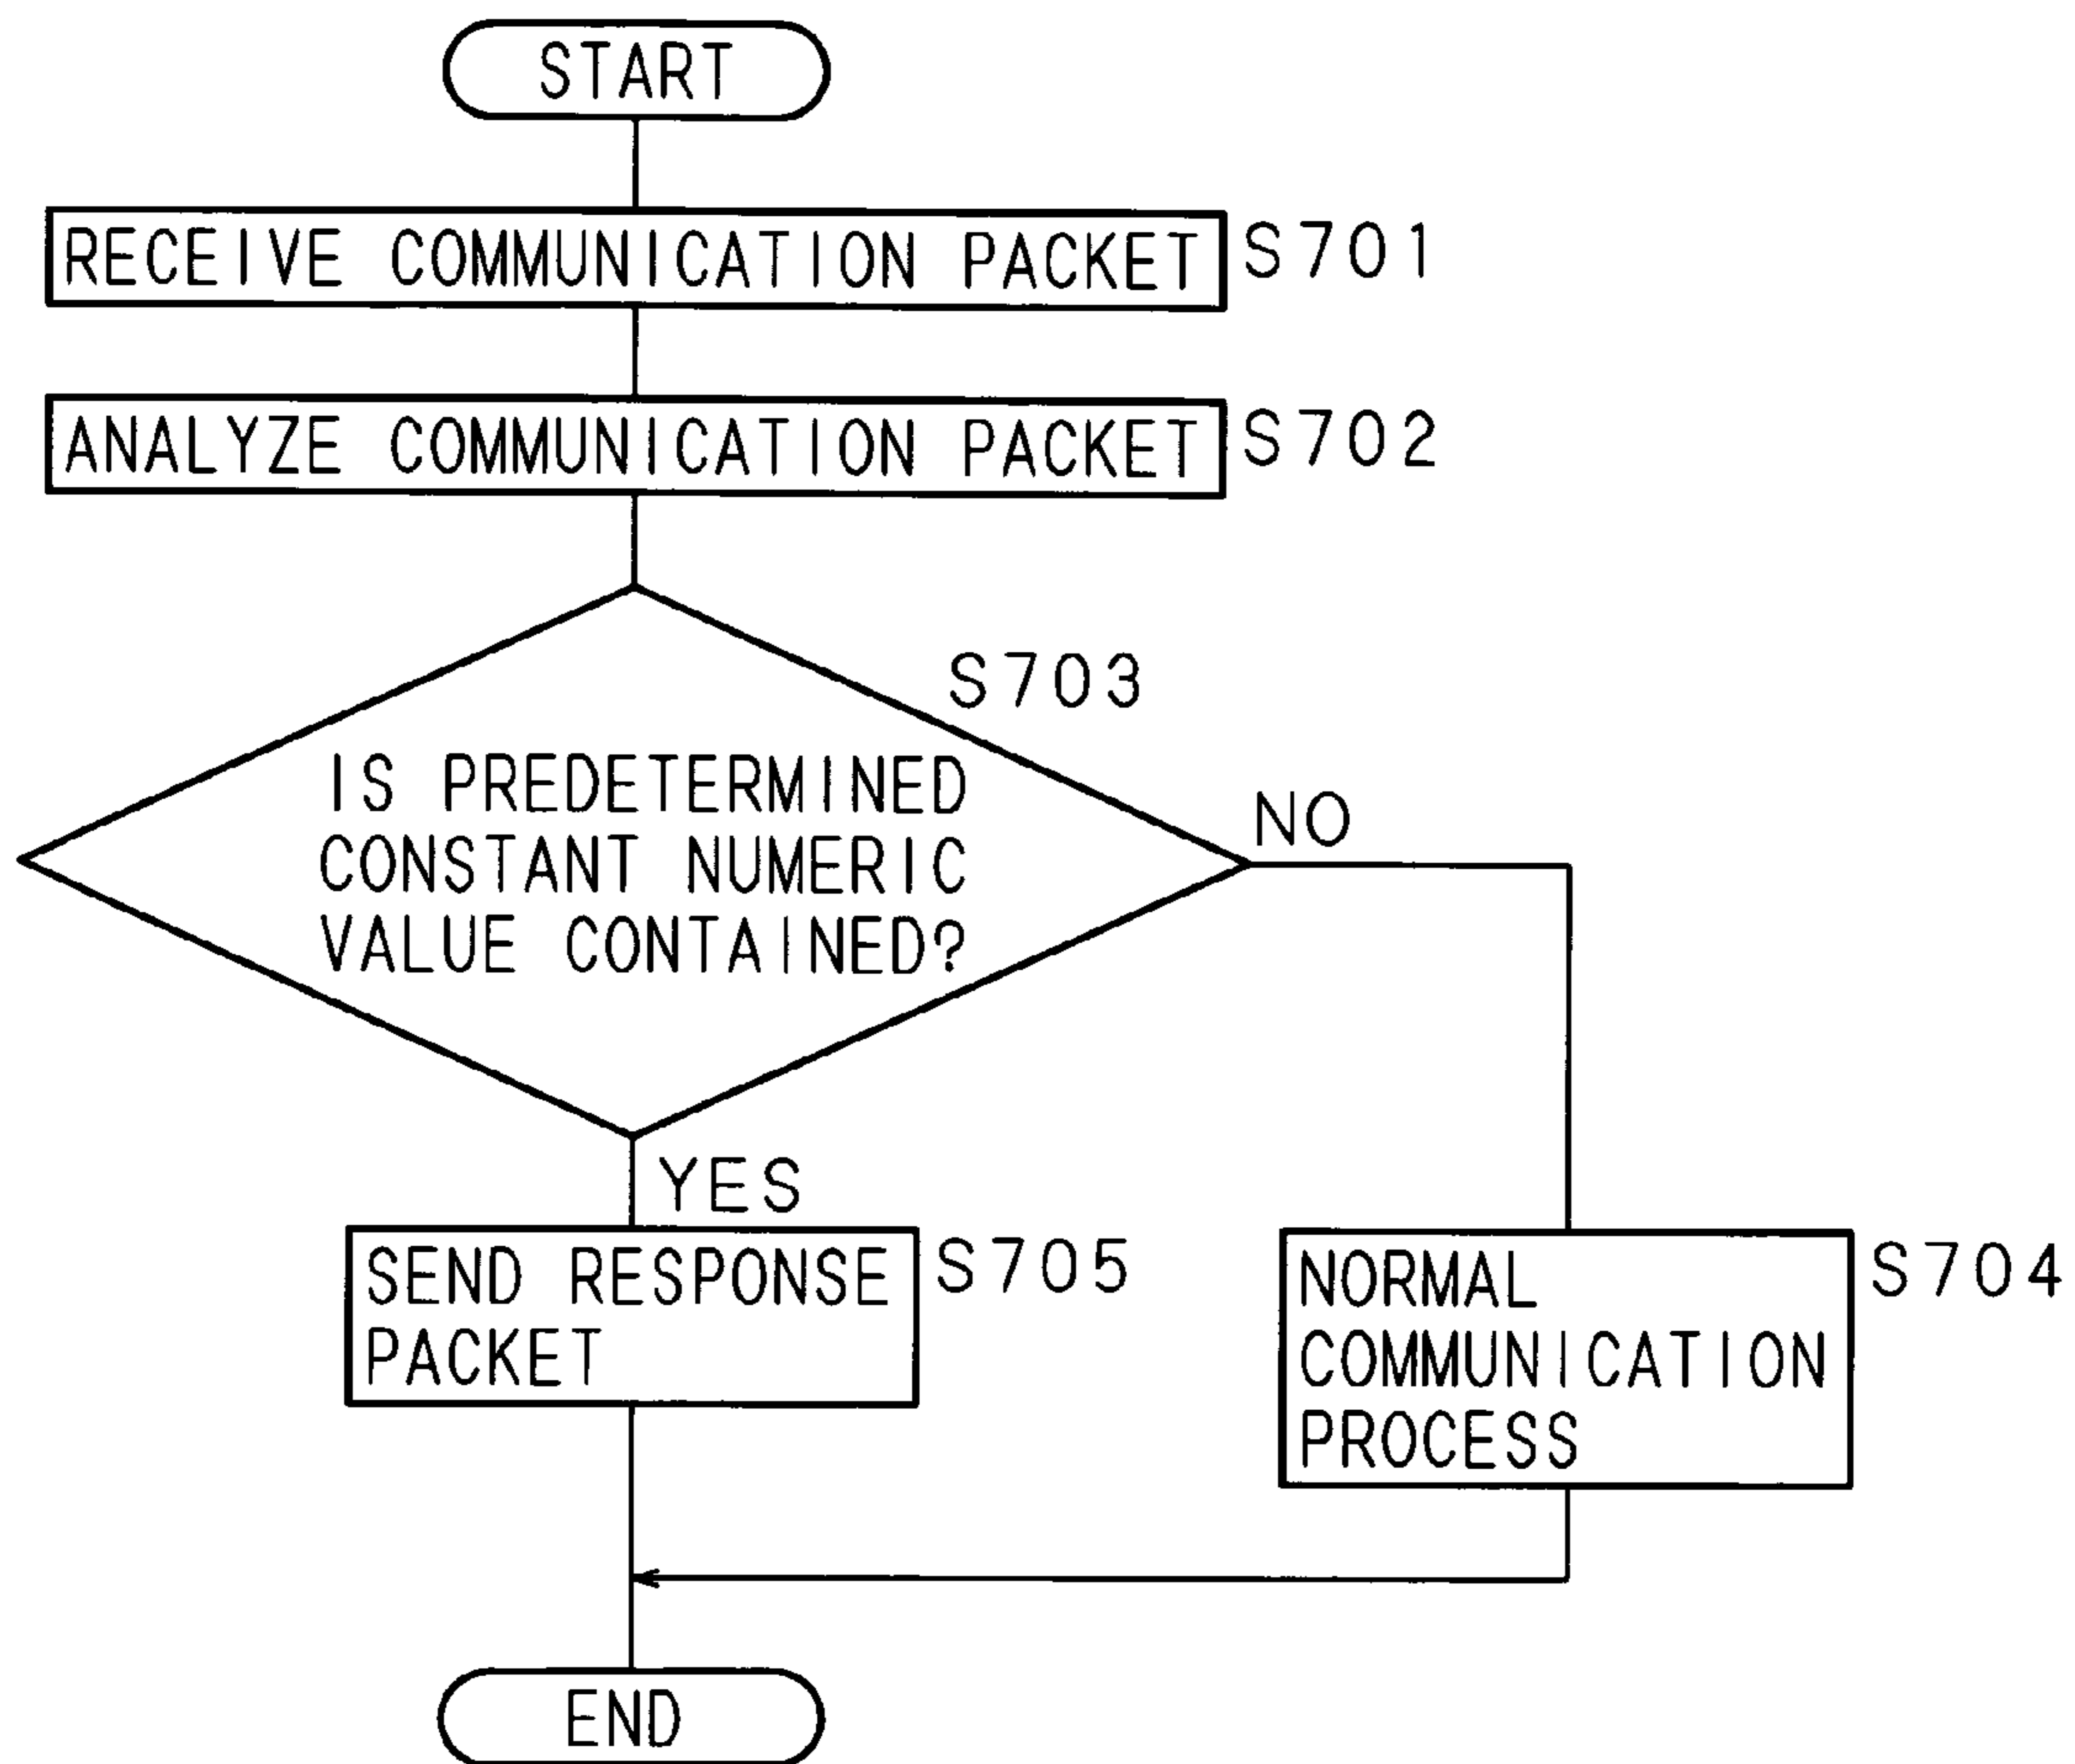 START
RECEIVE COMMUNICATION PACKET S701
ANALYZE COMMUNICATION PACKET S702
S703
IS PREDETERMINED
CONSTANT NUMERIC
VALUE CONTAINED?
NO
YES
SEND RESPONSE
PACKET
S705
NORMAL
COMMUNICATION
PROCESS
S704
END